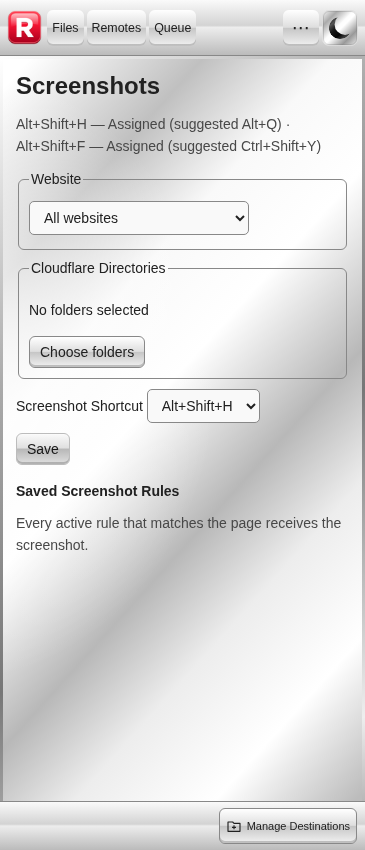 R Files Remotes Queue ...
Screenshots
Alt+Shift+H — Assigned (suggested Alt+Q) ·
Alt+Shift+F — Assigned (suggested Ctrl+Shift+Y)
Website
All websites
Cloudflare Directories
No folders selected
Choose folders
Screenshot Shortcut Alt+Shift+H
Save
Saved Screenshot Rules
Every active rule that matches the page receives the
screenshot.
Manage Destinations